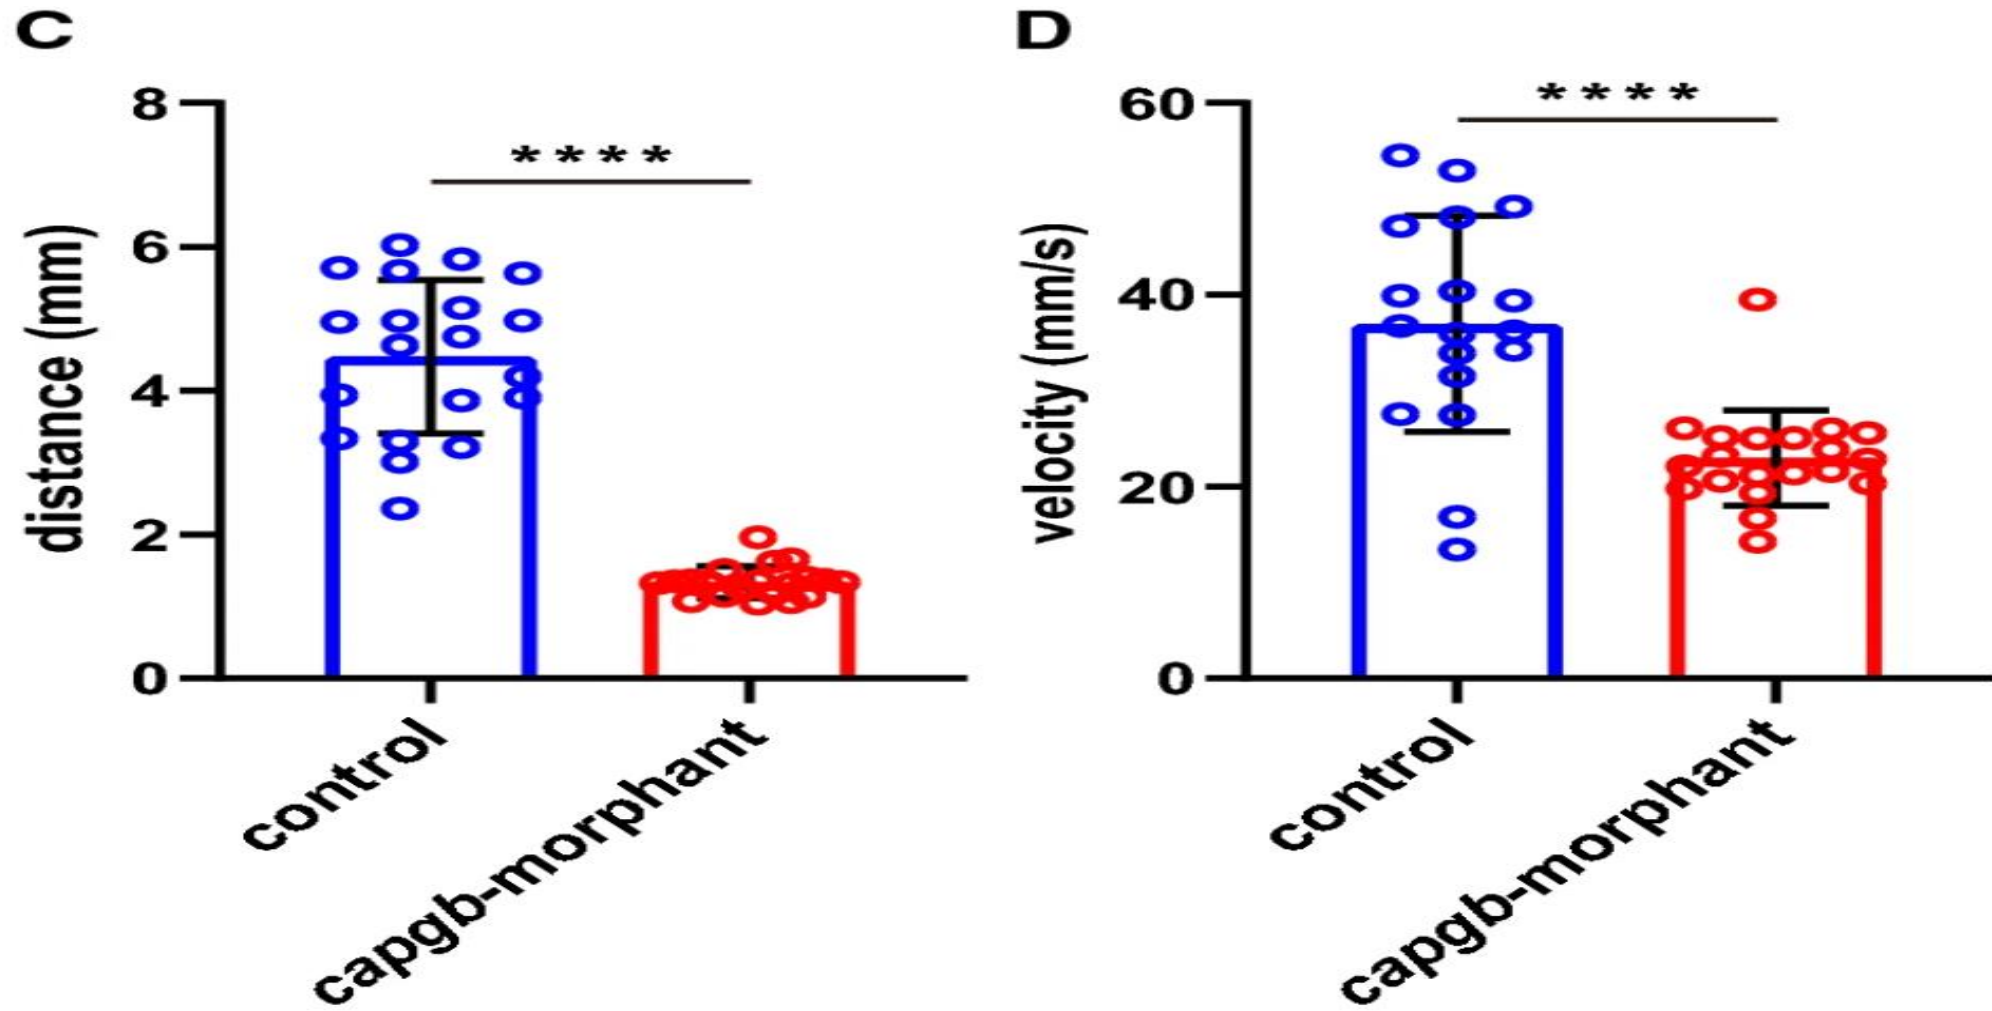 C
8
6
4
2
0
distance (mm)
****
control
capgb-morphant
D
60
40
20
0
velocity (mm/s)
****
control
capgb-morphant